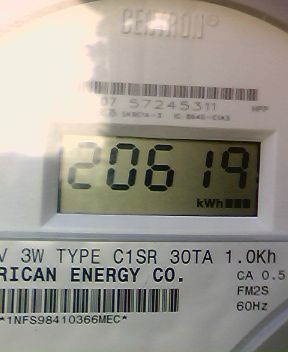 CENTRON®
07 57245311
20619
kWh
V 3W TYPE C1SR 30TA 1.0Kh
RICAN ENERGY CO.
CA 0.5
FM2S
60Hz
*1NFS98410366MEC*